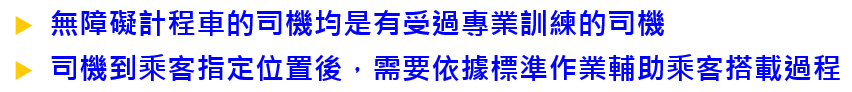 無障礙計程車的司機均是有受過專業訓練的司機
司機到乘客指定位置後，需要依據標準作業輔助乘客搭載過程